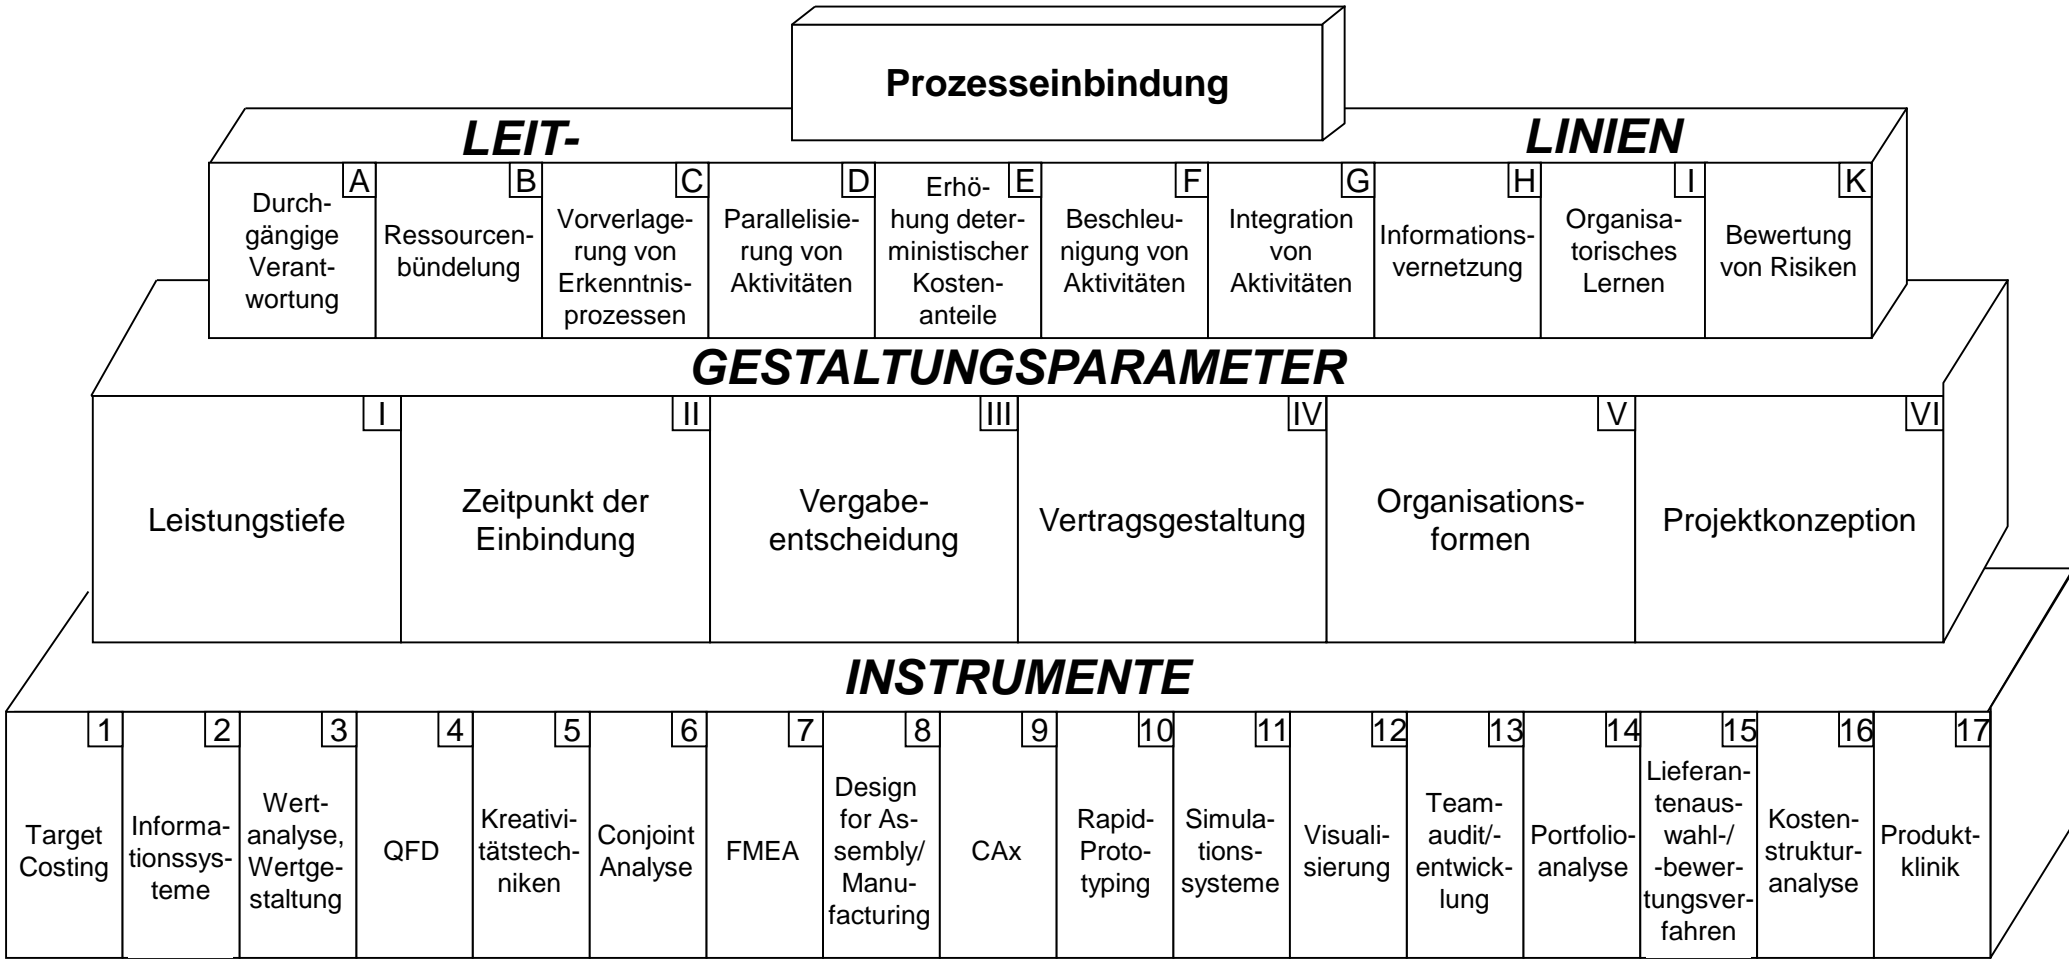 Prozesseinbindung
LEIT-
LINIEN
A
Durch-
gängige
Verant-
wortung
B
Ressourcen-
bündelung
C
Vorverlage-
rung von
Erkenntnis-
prozessen
D
Parallelisie-
rung von
Aktivitäten
E
Erhö-
hung deter-
ministischer
Kosten-
anteile
F
Beschleu-
nigung von
Aktivitäten
G
Integration
von
Aktivitäten
H
Informations-
vernetzung
I
Organisa-
torisches
Lernen
K
Bewertung
von Risiken
GESTALTUNGSPARAMETER
I
Leistungstiefe
II
Zeitpunkt der
Einbindung
III
Vergabe-
entscheidung
IV
Vertragsgestaltung
V
Organisations-
formen
VI
Projektkonzeption
INSTRUMENTE
1
Target
Costing
2
Informa-
tionssys-
teme
3
Wert-
analyse,
Wertge-
staltung
4
QFD
5
Kreativi-
tätstech-
niken
6
Conjoint
Analyse
7
FMEA
8
Design
for As-
sembly/
Manu-
facturing
9
CAx
10
Rapid-
Proto-
typing
11
Simula-
tions-
systeme
12
Visuali-
sierung
13
Team-
audit/-
entwick-
lung
14
Portfolio-
analyse
15
Lieferan-
tenaus-
wahl-/
-bewer-
tungsver-
fahren
16
Kosten-
struktur-
analyse
17
Produkt-
klinik